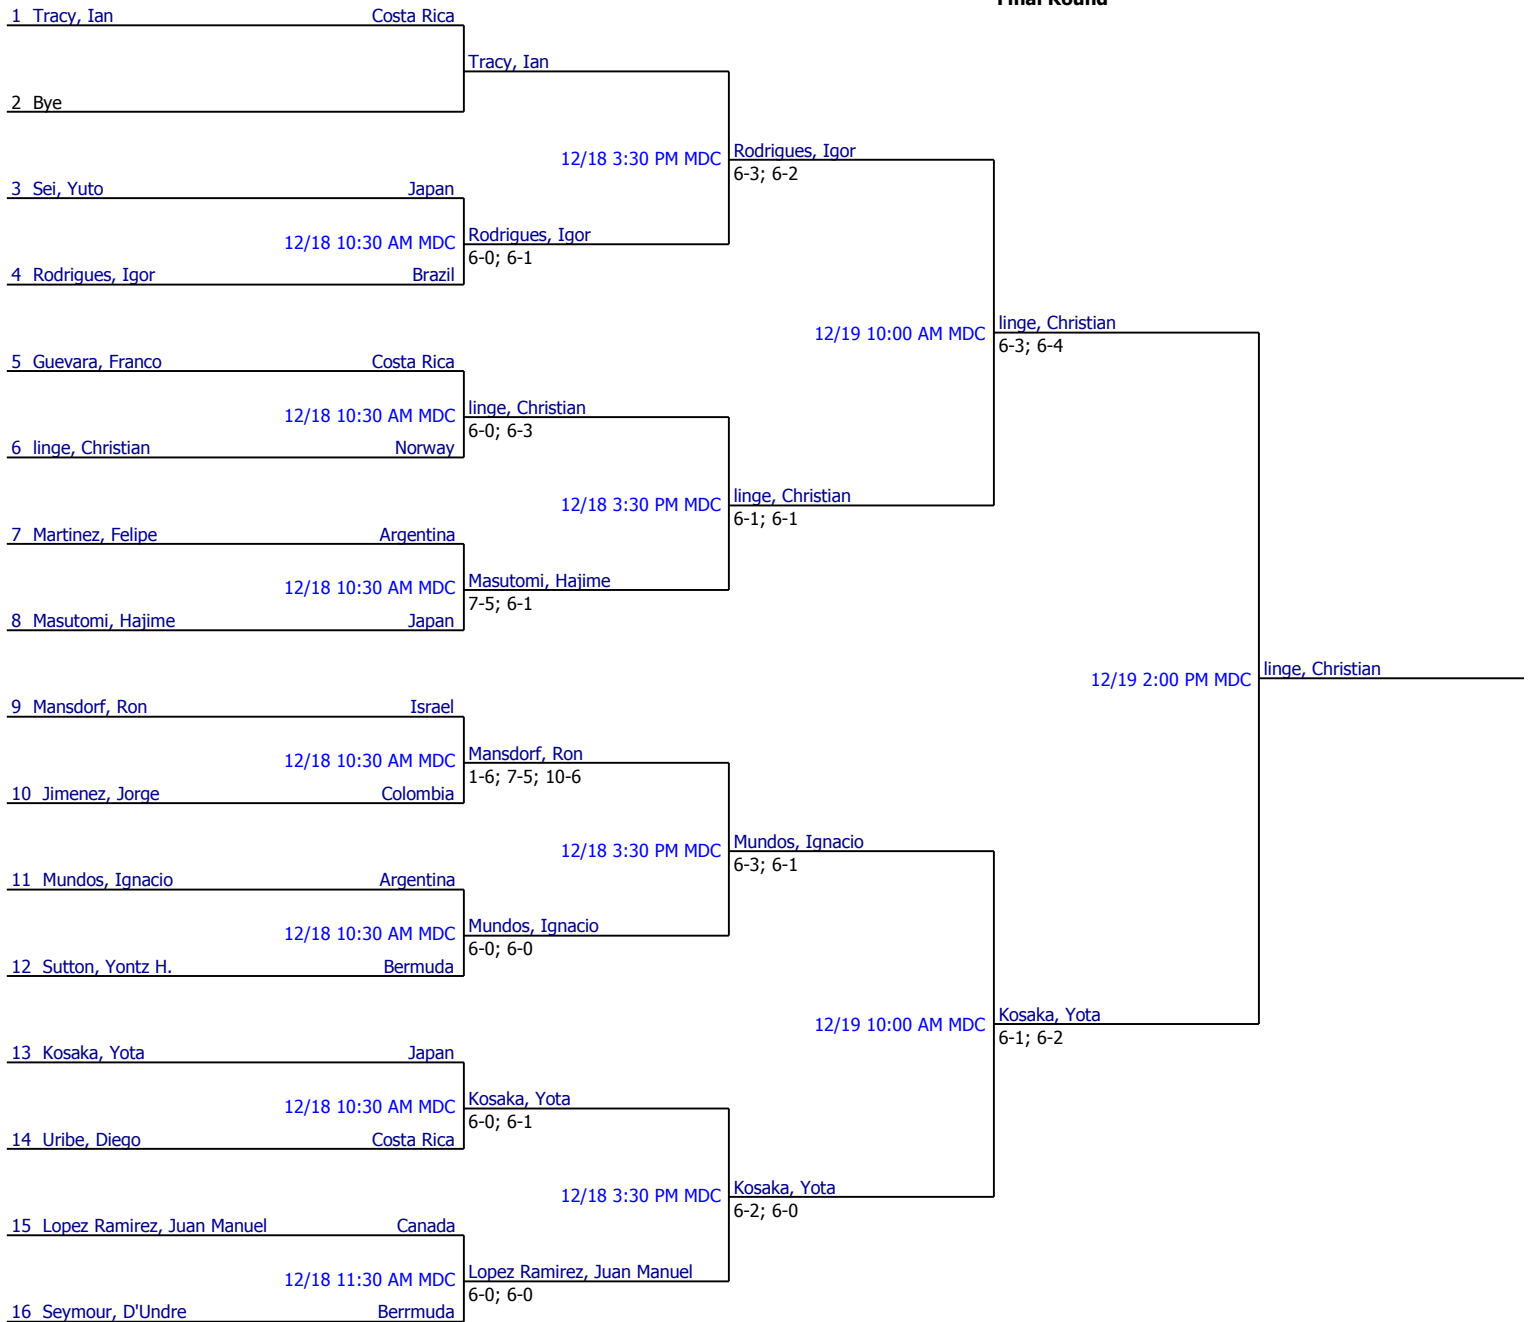 Final Round
1 Tracy, Ian Costa Rica
Tracy, Ian
2 Bye
12/18 3:30 PM MDC Rodrigues, Igor
6-3; 6-2
3 Sei, Yuto Japan
12/18 10:30 AM MDC Rodrigues, Igor
6-0; 6-1
4 Rodrigues, Igor Brazil
12/19 10:00 AM MDC linge, Christian
6-3; 6-4
5 Guevara, Franco Costa Rica
12/18 10:30 AM MDC linge, Christian
6-0; 6-3
6 linge, Christian Norway
12/18 3:30 PM MDC linge, Christian
6-1; 6-1
7 Martinez, Felipe Argentina
12/18 10:30 AM MDC Masutomi, Hajime
7-5; 6-1
8 Masutomi, Hajime Japan
12/19 2:00 PM MDC linge, Christian
9 Mansdorf, Ron Israel
12/18 10:30 AM MDC Mansdorf, Ron
1-6; 7-5; 10-6
10 Jimenez, Jorge Colombia
12/18 3:30 PM MDC Mundos, Ignacio
6-3; 6-1
11 Mundos, Ignacio Argentina
12/18 10:30 AM MDC Mundos, Ignacio
6-0; 6-0
12 Sutton, Yontz H. Bermuda
12/19 10:00 AM MDC Kosaka, Yota
6-1; 6-2
13 Kosaka, Yota Japan
12/18 10:30 AM MDC Kosaka, Yota
6-0; 6-1
14 Uribe, Diego Costa Rica
12/18 3:30 PM MDC Kosaka, Yota
6-2; 6-0
15 Lopez Ramirez, Juan Manuel Canada
12/18 11:30 AM MDC Lopez Ramirez, Juan Manuel
6-0; 6-0
16 Seymour, D'Undre Berrmuda